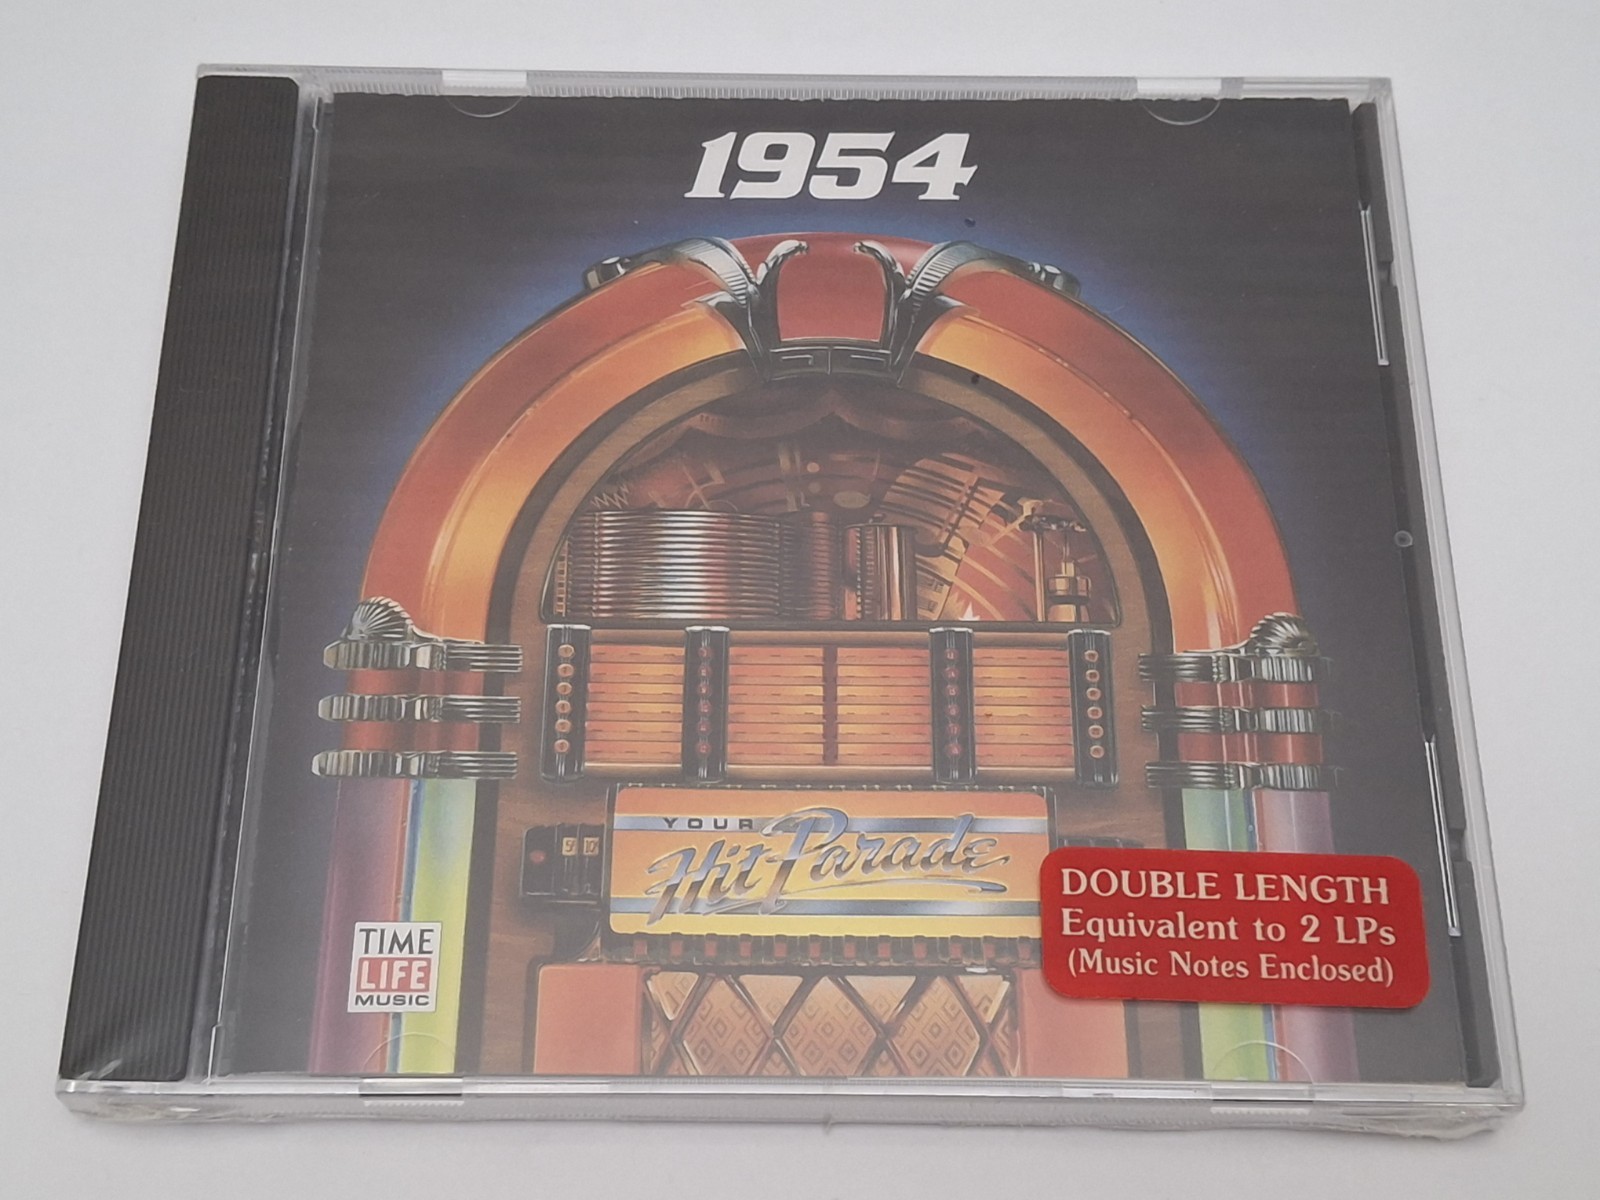 1954
YOUR
Hit Parade
TIME
LIFE
MUSIC
DOUBLE LENGTH
Equivalent to 2 LPs
(Music Notes Enclosed)